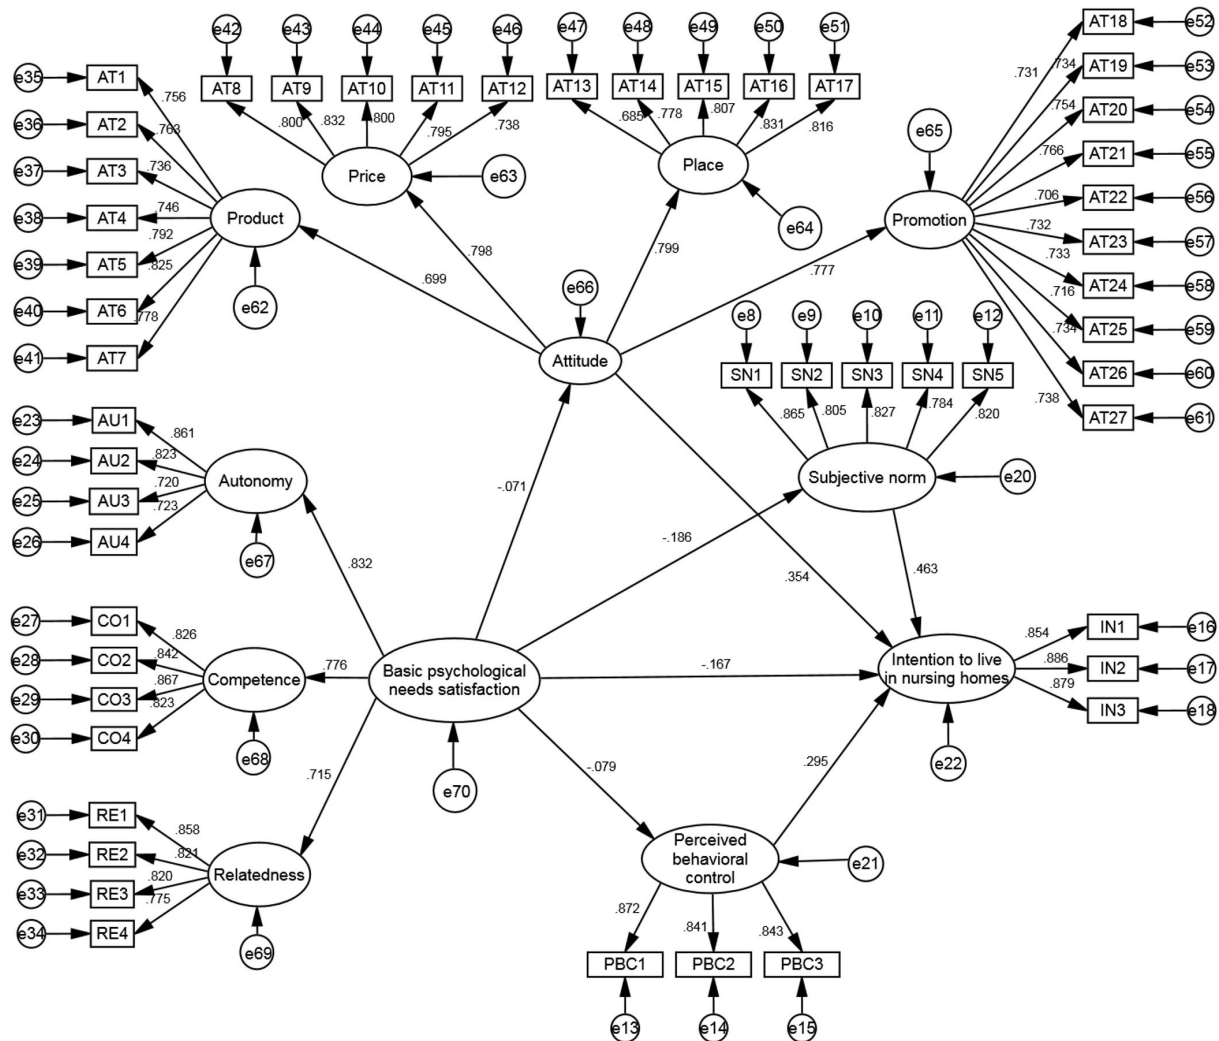 e42
e43
e44
e45
e46
e47
e48
e49
e50
e51
AT8
AT9
AT10
AT11
AT12
AT13
AT14
AT15
AT16
AT17
.800
.832
.800
.795
.738
.685
.778
.807
.831
.816
Price
e63
Place
e64
e35
AT1
.756
e36
AT2
.763
e37
AT3
.736
e38
AT4
.746
e39
AT5
.792
e40
AT6
.825
e41
AT7
.778
Product
e62
e65
Promotion
AT18
e52
.731
AT19
e53
.734
AT20
e54
.754
AT21
e55
.766
AT22
e56
.706
AT23
e57
.732
AT24
e58
.733
AT25
e59
.716
AT26
e60
.734
AT27
e61
.738
.699
.798
.799
.777
e66
Attitude
e8
e9
e10
e11
e12
SN1
SN2
SN3
SN4
SN5
.865
.805
.827
.784
.820
Subjective norm
e20
e23
AU1
.861
e24
AU2
.823
e25
AU3
.720
e26
AU4
.723
Autonomy
e67
-.071
-.186
.354
.463
.832
e27
CO1
.826
e28
CO2
.842
e29
CO3
.867
e30
CO4
.823
Competence
e68
.776
Basic psychological
needs satisfaction
e70
-.167
Intention to live
in nursing homes
e22
.854
IN1
e16
.886
IN2
e17
.879
IN3
e18
.715
-.079
.295
e31
RE1
.858
e32
RE2
.821
e33
RE3
.820
e34
RE4
.775
Relatedness
e69
Perceived
behavioral
control
e21
.872
.841
.843
PBC1
PBC2
PBC3
e13
e14
e15